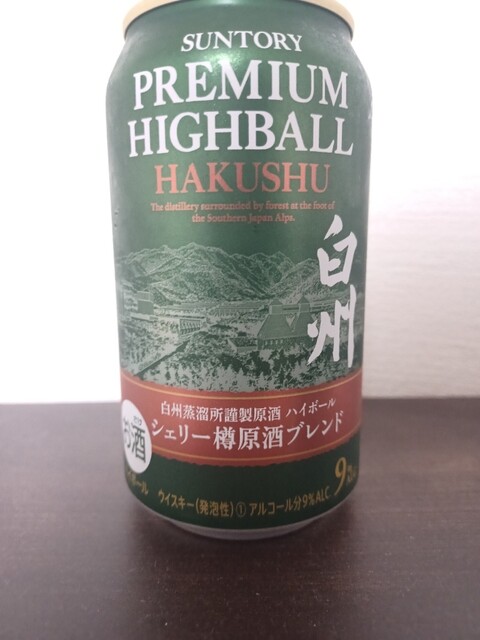 SUNTORY
PREMIUM
HIGHBALL
HAKUSHU
The distillery surrounded by forest at the foot of
the Southern Japan Alps.
白州
白州蒸溜所謹製原酒 ハイボール
シェリー樽原酒ブレンド
お酒
ボール
ウイスキー(発泡性)① アルコール分9%ALC
9%